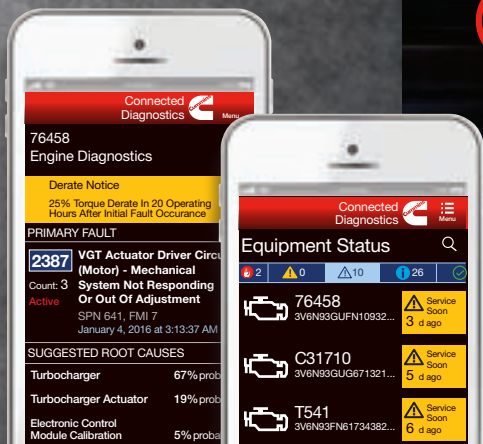 Connected
Diagnostics
Menu
76458
Engine Diagnostics
Derate Notice
25% Torque Derate In 20 Operating
Hours After Initial Fault Occurance
PRIMARY FAULT
2387
Count: 3
Active
VGT Actuator Driver
(Motor) - Mechanical
System Not Responding
Or Out Of Adjustment
SPN 641, FMI 7
January 4, 2016 at 3:13:37 AM
SUGGESTED ROOT CAUSES
Turbocharger 67%
Turbocharger Actuator 19%
Electronic Control
Module Calibration 5%
Connected
Diagnostics
Menu
Equipment Status
2 0 10 26
76458
3V6N93GUFN10932...
Service
Soon
3 d ago
C31710
3V6N93GUG671321...
Service
Soon
5 d ago
T541
3V6N93FN61734382...
Service
Soon
6 d ago